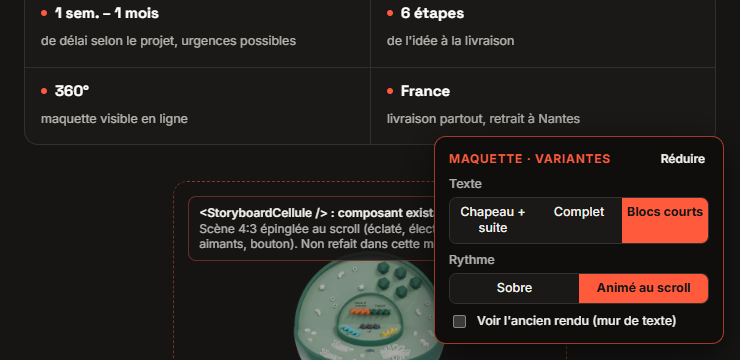 1 sem. – 1 mois
de délai selon le projet, urgences possibles
6 étapes
de l'idée à la livraison
360°
maquette visible en ligne
France
livraison partout, retrait à Nantes
<StoryboardCellule /> : composant exist
Scène 4:3 épinglée au scroll (éclaté, élect
aimants, bouton). Non refait dans cette m
MAQUETTE · VARIANTES
Réduire
Texte
Chapeau +
suite
Complet
Blocs courts
Rythme
Sobre
Animé au scroll
Voir l'ancien rendu (mur de texte)